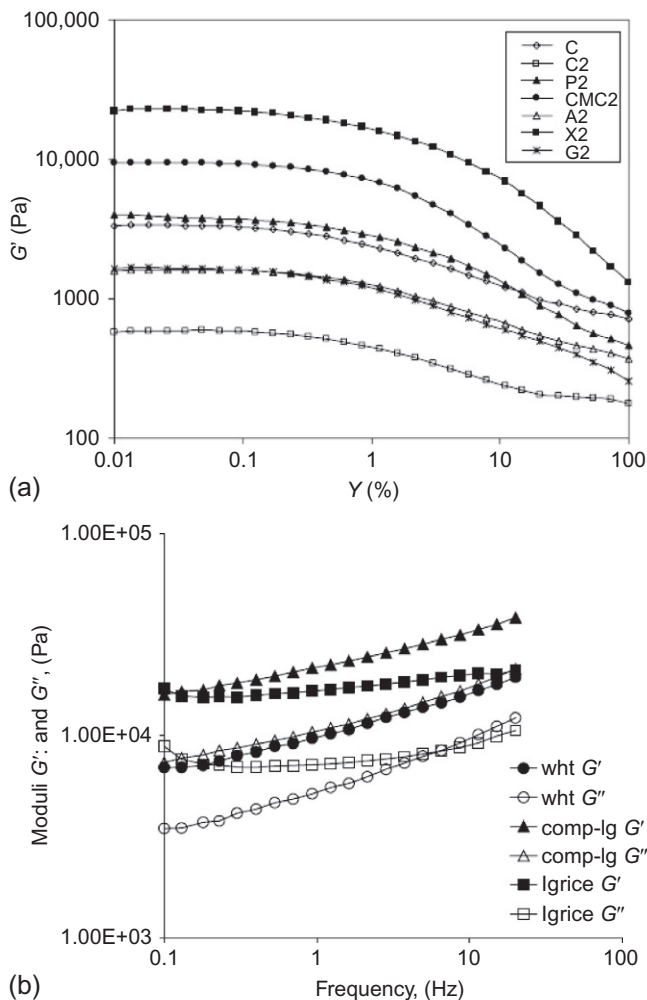 100,000
10,000
1000
100
G' (Pa)
C
C2
P2
CMC2
A2
X2
G2
0.01 0.1 1 10 100
Y (%)
(a)
1.00E+05
1.00E+04
1.00E+03
Moduli G': and G″, (Pa)
wht G′
wht G″
comp-lg G′
comp-lg G″
lgrice G′
lgrice G″
0.1 1 10 100
Frequency, (Hz)
(b)